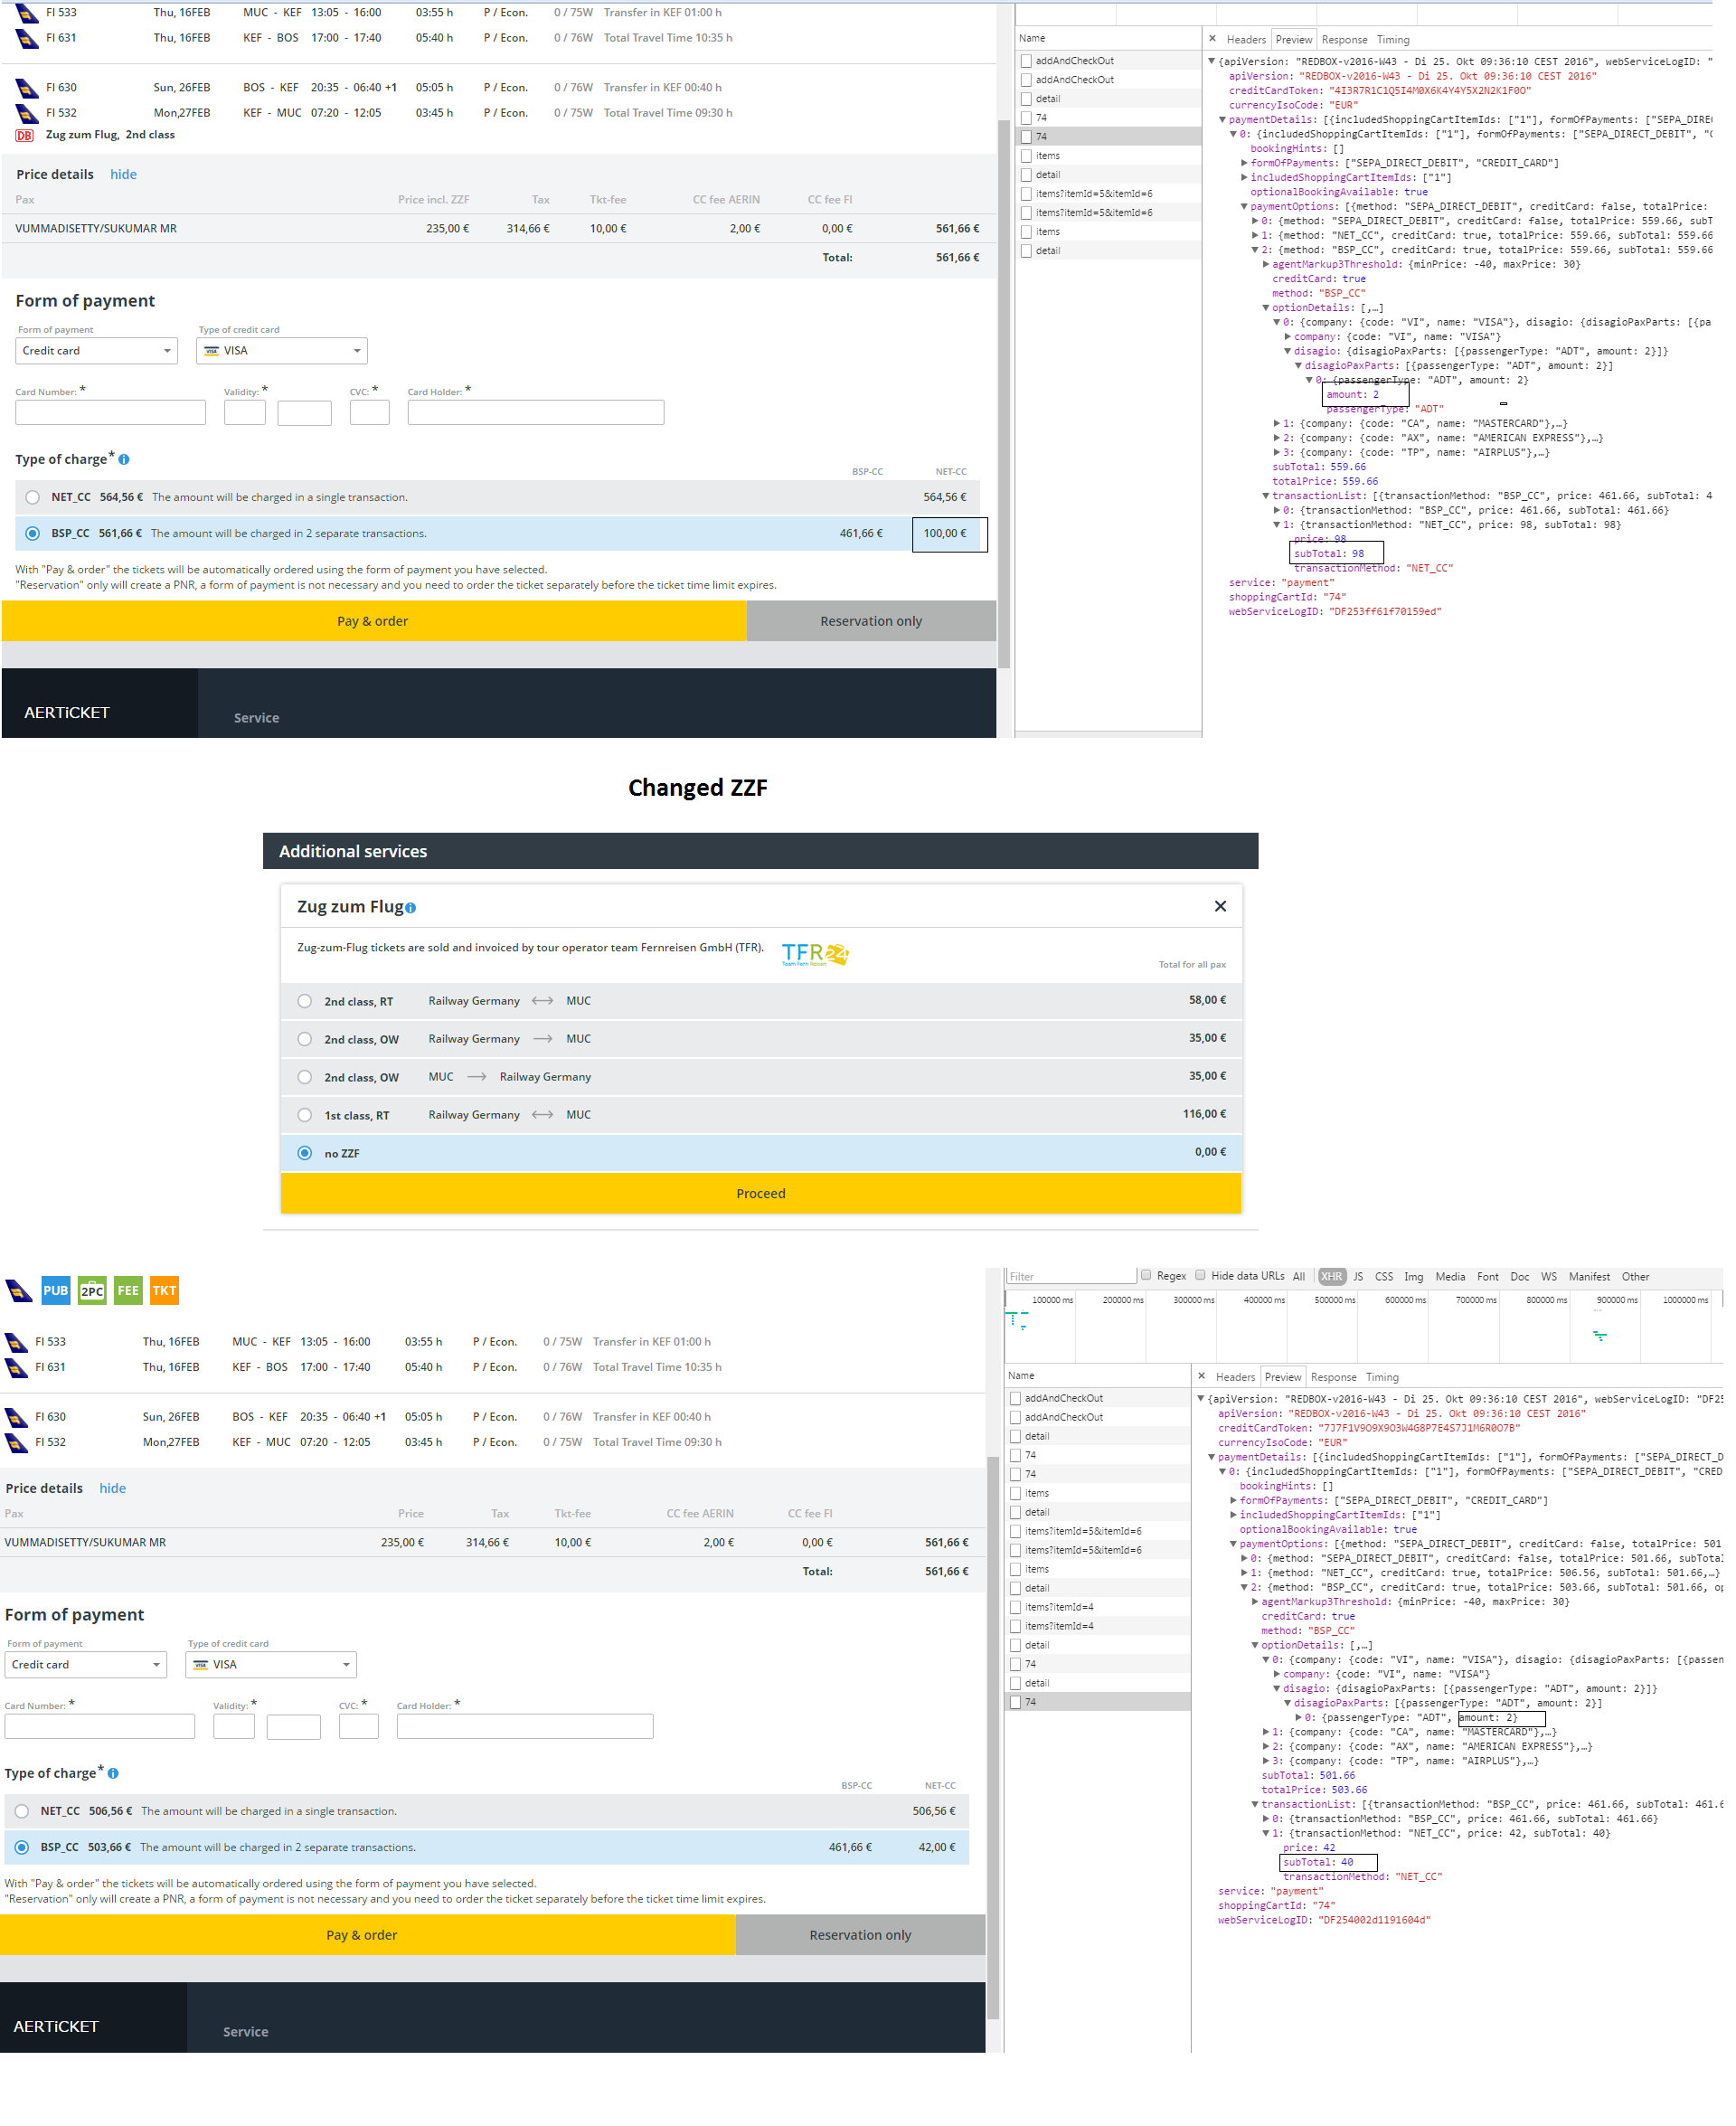 FI 533 Thu, 16FEB MUC - KEF 13:05 - 16:00 03:55 h P / Econ. 0 / 75W Transfer in KEF 01:00 h
FI 631 Thu, 16FEB KEF - BOS 17:00 - 17:40 05:40 h P / Econ. 0 / 76W Total Travel Time 10:35 h
FI 630 Sun, 26FEB BOS - KEF 20:35 - 06:40 +1 05:05 h P / Econ. 0 / 76W Transfer in KEF 00:40 h
FI 532 Mon,27FEB KEF - MUC 07:20 - 12:05 03:45 h P / Econ. 0 / 75W Total Travel Time 09:30 h
DB Zug zum Flug, 2nd class
Price details hide
Pax Price incl. ZZF Tax Tkt-fee CC fee AERIN CC fee FI
VUMMADISETTY/SUKUMAR MR 235,00 € 314,66 € 10,00 € 2,00 € 0,00 € 561,66 €
Total: 561,66 €
Form of payment
Form of payment Type of credit card
Credit card VISA VISA
Card Number: * Validity: * CVC: * Card Holder: *
Type of charge*
BSP-CC NET-CC
NET_CC 564,56 € The amount will be charged in a single transaction. 564,56 €
BSP_CC 561,66 € The amount will be charged in 2 separate transactions. 461,66 € 100,00 €
With "Pay & order" the tickets will be automatically ordered using the form of payment you have selected.
"Reservation" only will create a PNR, a form of payment is not necessary and you need to order the ticket separately before the ticket time limit expires.
Pay & order Reservation only
AERTiCKET Service
Name
addAndCheckOut
addAndCheckOut
detail
74
74
items
detail
items?itemId=5&itemId=6
items?itemId=5&itemId=6
items
detail
× Headers Preview Response Timing
{apiVersion: "REDBOX-v2016-W43 - Di 25. Okt 09:36:10 CEST 2016", webServiceLogID: "
apiVersion: "REDBOX-v2016-W43 - Di 25. Okt 09:36:10 CEST 2016"
creditCardToken: "4I3R7R1C1Q5I4M0X6K4Y4Y5X2N2K1F0O"
currencyIsoCode: "EUR"
paymentDetails: [{includedShoppingCartItemIds: ["1"], formOfPayments: ["SEPA_DIRECT_DEBIT",
0: {includedShoppingCartItemIds: ["1"], formOfPayments: ["SEPA_DIRECT_DEBIT", "C
bookingHints: []
formOfPayments: ["SEPA_DIRECT_DEBIT", "CREDIT_CARD"]
includedShoppingCartItemIds: ["1"]
optionalBookingAvailable: true
paymentOptions: [{method: "SEPA_DIRECT_DEBIT", creditCard: false, totalPrice:
0: {method: "SEPA_DIRECT_DEBIT", creditCard: false, totalPrice: 559.66, subT
1: {method: "NET_CC", creditCard: true, totalPrice: 559.66, subTotal: 559.66
2: {method: "BSP_CC", creditCard: true, totalPrice: 559.66, subTotal: 559.66
agentMarkup3Threshold: {minPrice: -40, maxPrice: 30}
creditCard: true
method: "BSP_CC"
optionDetails: [,…]
0: {company: {code: "VI", name: "VISA"}, disagio: {disagioPaxParts: [{pa
company: {code: "VI", name: "VISA"}
disagio: {disagioPaxParts: [{passengerType: "ADT", amount: 2}]}
disagioPaxParts: [{passengerType: "ADT", amount: 2}]
0: {passengerType: "ADT", amount: 2}
amount: 2
passengerType: "ADT"
1: {company: {code: "CA", name: "MASTERCARD"},…}
2: {company: {code: "AX", name: "AMERICAN EXPRESS"},…}
3: {company: {code: "TP", name: "AIRPLUS"},…}
subTotal: 559.66
totalPrice: 559.66
transactionList: [{transactionMethod: "BSP_CC", price: 461.66, subTotal: 4
0: {transactionMethod: "BSP_CC", price: 461.66, subTotal: 461.66}
1: {transactionMethod: "NET_CC", price: 98, subTotal: 98}
price: 98
subTotal: 98
transactionMethod: "NET_CC"
service: "payment"
shoppingCartId: "74"
webServiceLogID: "DF253ff61f70159ed"
Changed ZZF
Additional services
Zug zum Flug
Zug-zum-Flug tickets are sold and invoiced by tour operator team Fernreisen GmbH (TFR). TFR24
Total for all pax
2nd class, RT Railway Germany MUC 58,00 €
2nd class, OW Railway Germany MUC 35,00 €
2nd class, OW MUC Railway Germany 35,00 €
1st class, RT Railway Germany MUC 116,00 €
no ZZF 0,00 €
Proceed
PUB 2PC FEE TKT
FI 533 Thu, 16FEB MUC - KEF 13:05 - 16:00 03:55 h P / Econ. 0 / 75W Transfer in KEF 01:00 h
FI 631 Thu, 16FEB KEF - BOS 17:00 - 17:40 05:40 h P / Econ. 0 / 76W Total Travel Time 10:35 h
FI 630 Sun, 26FEB BOS - KEF 20:35 - 06:40 +1 05:05 h P / Econ. 0 / 76W Transfer in KEF 00:40 h
FI 532 Mon,27FEB KEF - MUC 07:20 - 12:05 03:45 h P / Econ. 0 / 75W Total Travel Time 09:30 h
Price details hide
Pax Price Tax Tkt-fee CC fee AERIN CC fee FI
VUMMADISETTY/SUKUMAR MR 235,00 € 314,66 € 10,00 € 2,00 € 0,00 € 561,66 €
Total: 561,66 €
Form of payment
Form of payment Type of credit card
Credit card VISA VISA
Card Number: * Validity: * CVC: * Card Holder: *
Type of charge*
BSP-CC NET-CC
NET_CC 506,56 € The amount will be charged in a single transaction. 506,56 €
BSP_CC 503,66 € The amount will be charged in 2 separate transactions. 461,66 € 42,00 €
With "Pay & order" the tickets will be automatically ordered using the form of payment you have selected.
"Reservation" only will create a PNR, a form of payment is not necessary and you need to order the ticket separately before the ticket time limit expires.
Pay & order Reservation only
AERTiCKET Service
Filter Regex Hide data URLs All XHR JS CSS Img Media Font Doc WS Manifest Other
100000 ms 200000 ms 300000 ms 400000 ms 500000 ms 600000 ms 700000 ms 800000 ms 900000 ms 1000000 ms
Name
addAndCheckOut
addAndCheckOut
detail
74
74
items
detail
items?itemId=5&itemId=6
items?itemId=5&itemId=6
items
detail
items?itemId=4
items?itemId=4
detail
74
detail
74
× Headers Preview Response Timing
{apiVersion: "REDBOX-v2016-W43 - Di 25. Okt 09:36:10 CEST 2016", webServiceLogID: "DF25
apiVersion: "REDBOX-v2016-W43 - Di 25. Okt 09:36:10 CEST 2016"
creditCardToken: "7J7F1V9O9X9O3W4G8P7E4S7J1M6R0O7B"
currencyIsoCode: "EUR"
paymentDetails: [{includedShoppingCartItemIds: ["1"], formOfPayments: ["SEPA_DIRECT_D
0: {includedShoppingCartItemIds: ["1"], formOfPayments: ["SEPA_DIRECT_DEBIT", "CRED
bookingHints: []
formOfPayments: ["SEPA_DIRECT_DEBIT", "CREDIT_CARD"]
includedShoppingCartItemIds: ["1"]
optionalBookingAvailable: true
paymentOptions: [{method: "SEPA_DIRECT_DEBIT", creditCard: false, totalPrice: 501
0: {method: "SEPA_DIRECT_DEBIT", creditCard: false, totalPrice: 501.66, subTota
1: {method: "NET_CC", creditCard: true, totalPrice: 506.56, subTotal: 501.66,…}
2: {method: "BSP_CC", creditCard: true, totalPrice: 503.66, subTotal: 501.66, op
agentMarkup3Threshold: {minPrice: -40, maxPrice: 30}
creditCard: true
method: "BSP_CC"
optionDetails: [,…]
0: {company: {code: "VI", name: "VISA"}, disagio: {disagioPaxParts: [{passen
company: {code: "VI", name: "VISA"}
disagio: {disagioPaxParts: [{passengerType: "ADT", amount: 2}]}
disagioPaxParts: [{passengerType: "ADT", amount: 2}]
0: {passengerType: "ADT", amount: 2}
1: {company: {code: "CA", name: "MASTERCARD"},…}
2: {company: {code: "AX", name: "AMERICAN EXPRESS"},…}
3: {company: {code: "TP", name: "AIRPLUS"},…}
subTotal: 501.66
totalPrice: 503.66
transactionList: [{transactionMethod: "BSP_CC", price: 461.66, subTotal: 461.6
0: {transactionMethod: "BSP_CC", price: 461.66, subTotal: 461.66}
1: {transactionMethod: "NET_CC", price: 42, subTotal: 40}
price: 42
subTotal: 40
transactionMethod: "NET_CC"
service: "payment"
shoppingCartId: "74"
webServiceLogID: "DF254002d1191604d"